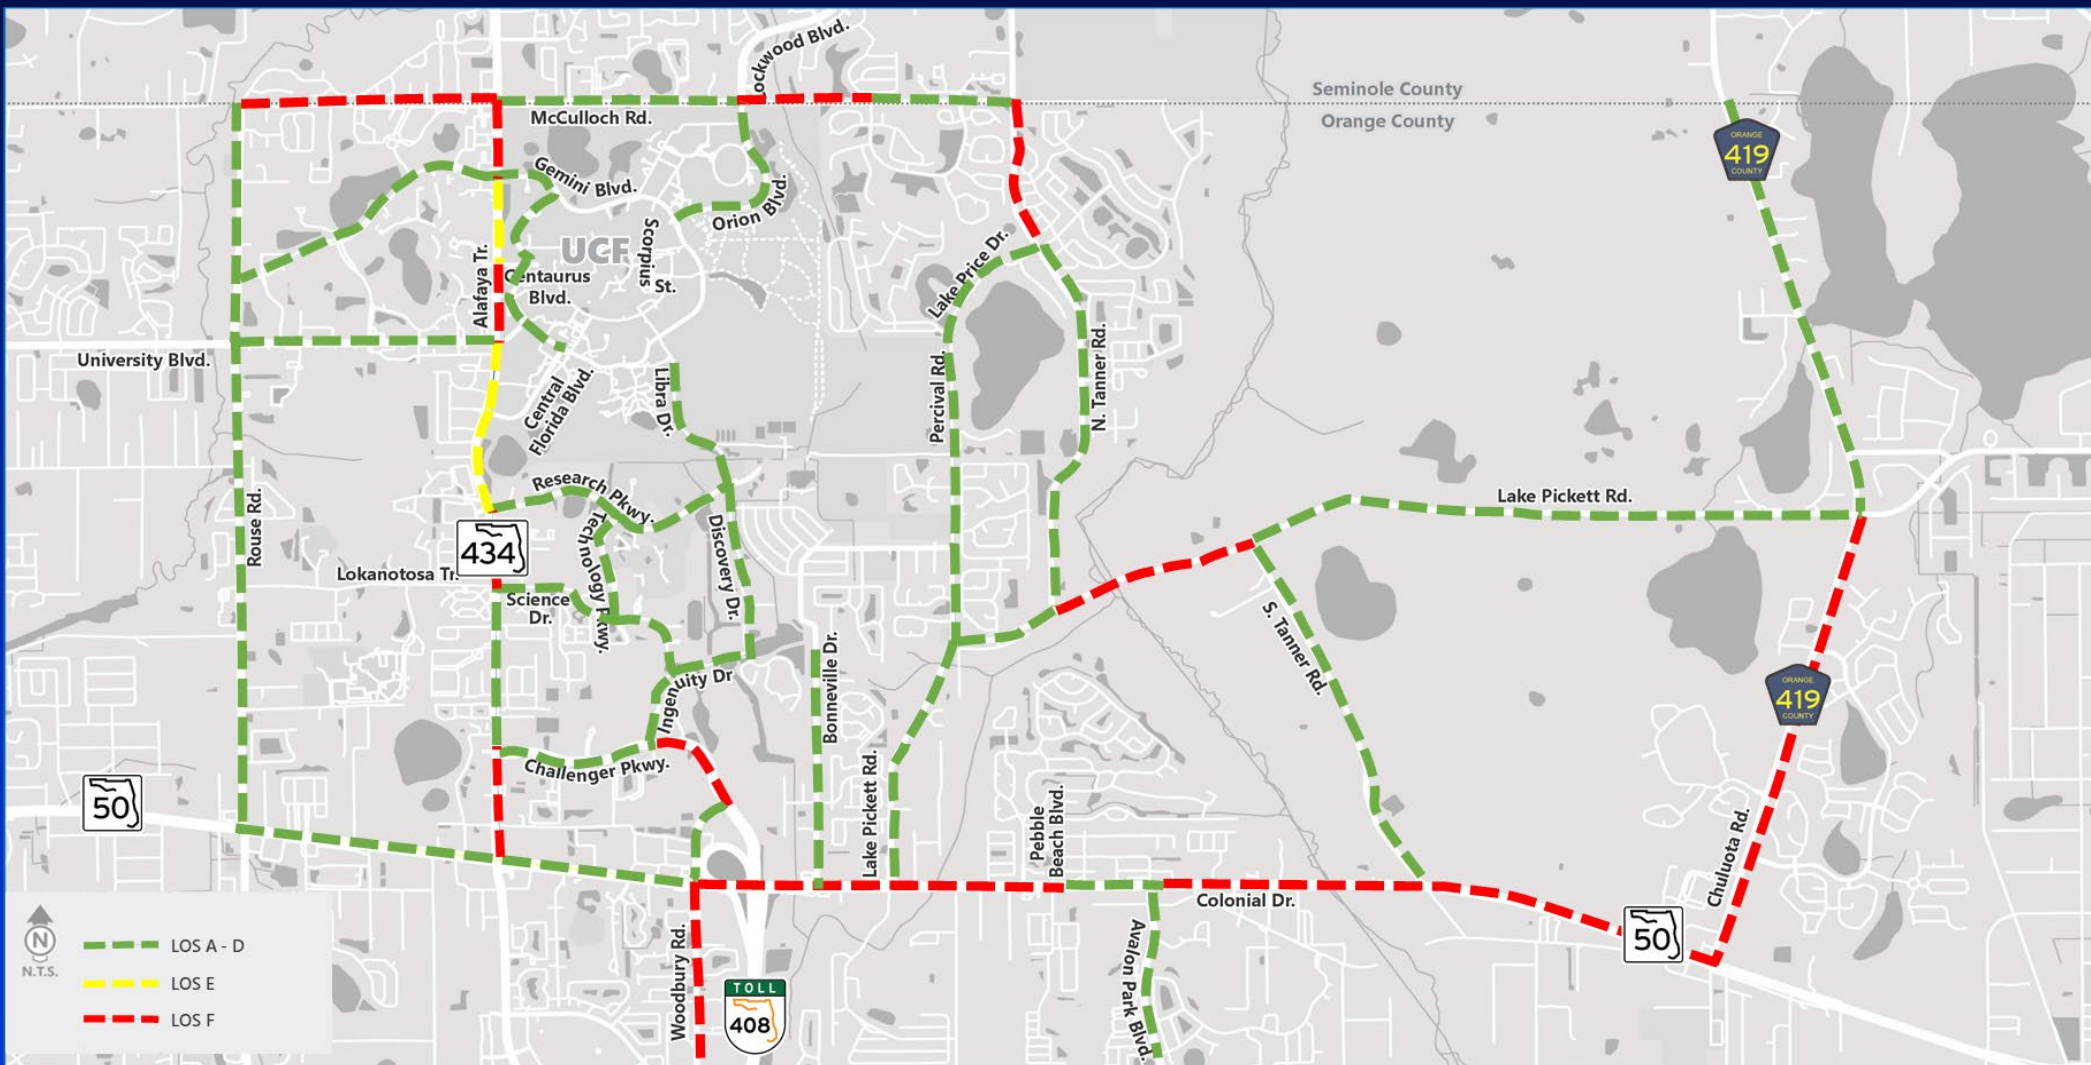 Lockwood Blvd.
Seminole County
Orange County
McCulloch Rd.
ORANGE
419
COUNTY
Gemini Blvd.
Orion Blvd.
UCF
Scorpius
St.
Alafaya Tr.
Centaurus
Blvd.
Lake Price Dr.
University Blvd.
Central
Florida Blvd.
Libra Dr.
Percival Rd.
N. Tanner Rd.
Rouse Rd.
Research Pkwy.
Lake Pickett Rd.
434
Technology Pkwy.
Discovery Dr.
Lokanotosa Tr.
Science
Dr.
S. Tanner Rd.
Ingenuity Dr
Bonneville Dr.
ORANGE
419
COUNTY
Challenger Pkwy.
Lake Pickett Rd.
50
Pebble
Beach Blvd.
Chuluota Rd.
Colonial Dr.
50
Woodbury Rd.
Avalon Park Blvd.
TOLL
408
N
N.T.S.
LOS A - D
LOS E
LOS F